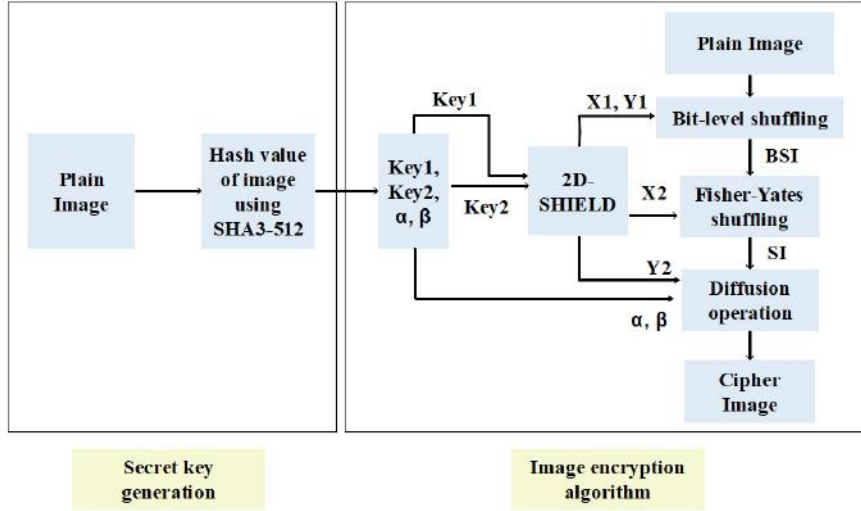 Plain
Image
Hash value
of image
using
SHA3-512
Key1,
Key2,
α, β
Key1
Key2
2D-
SHIELD
X1, Y1
X2
Y2
α, β
Plain Image
Bit-level shuffling
BSI
Fisher-Yates
shuffling
SI
Diffusion
operation
Cipher
Image
Secret key
generation
Image encryption
algorithm